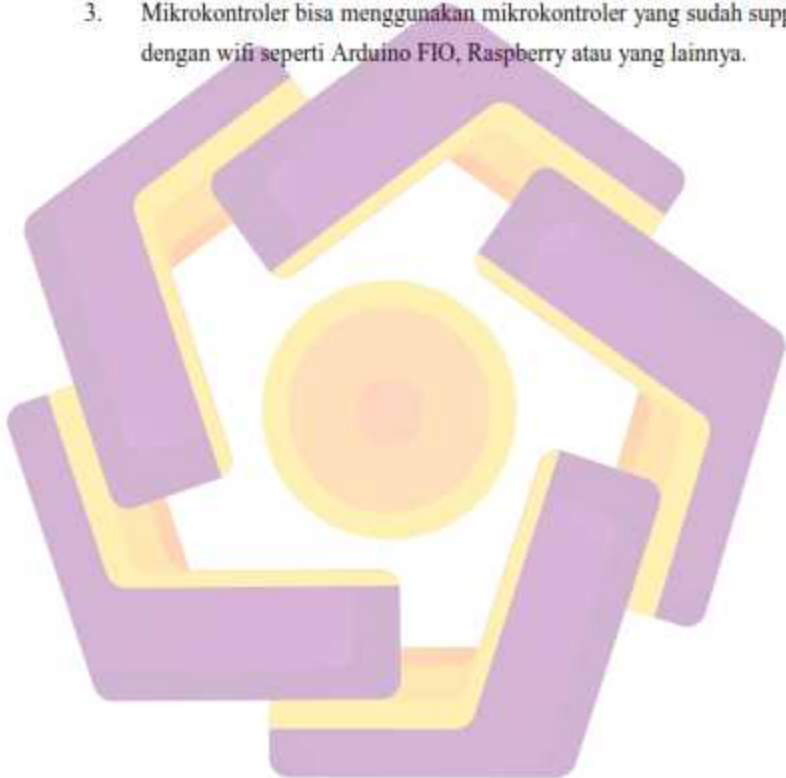 3. Mikrokontroler bisa menggunakan mikrokontroler yang sudah
dengan wifi seperti Arduino FIO, Raspberry atau yang lainnya.